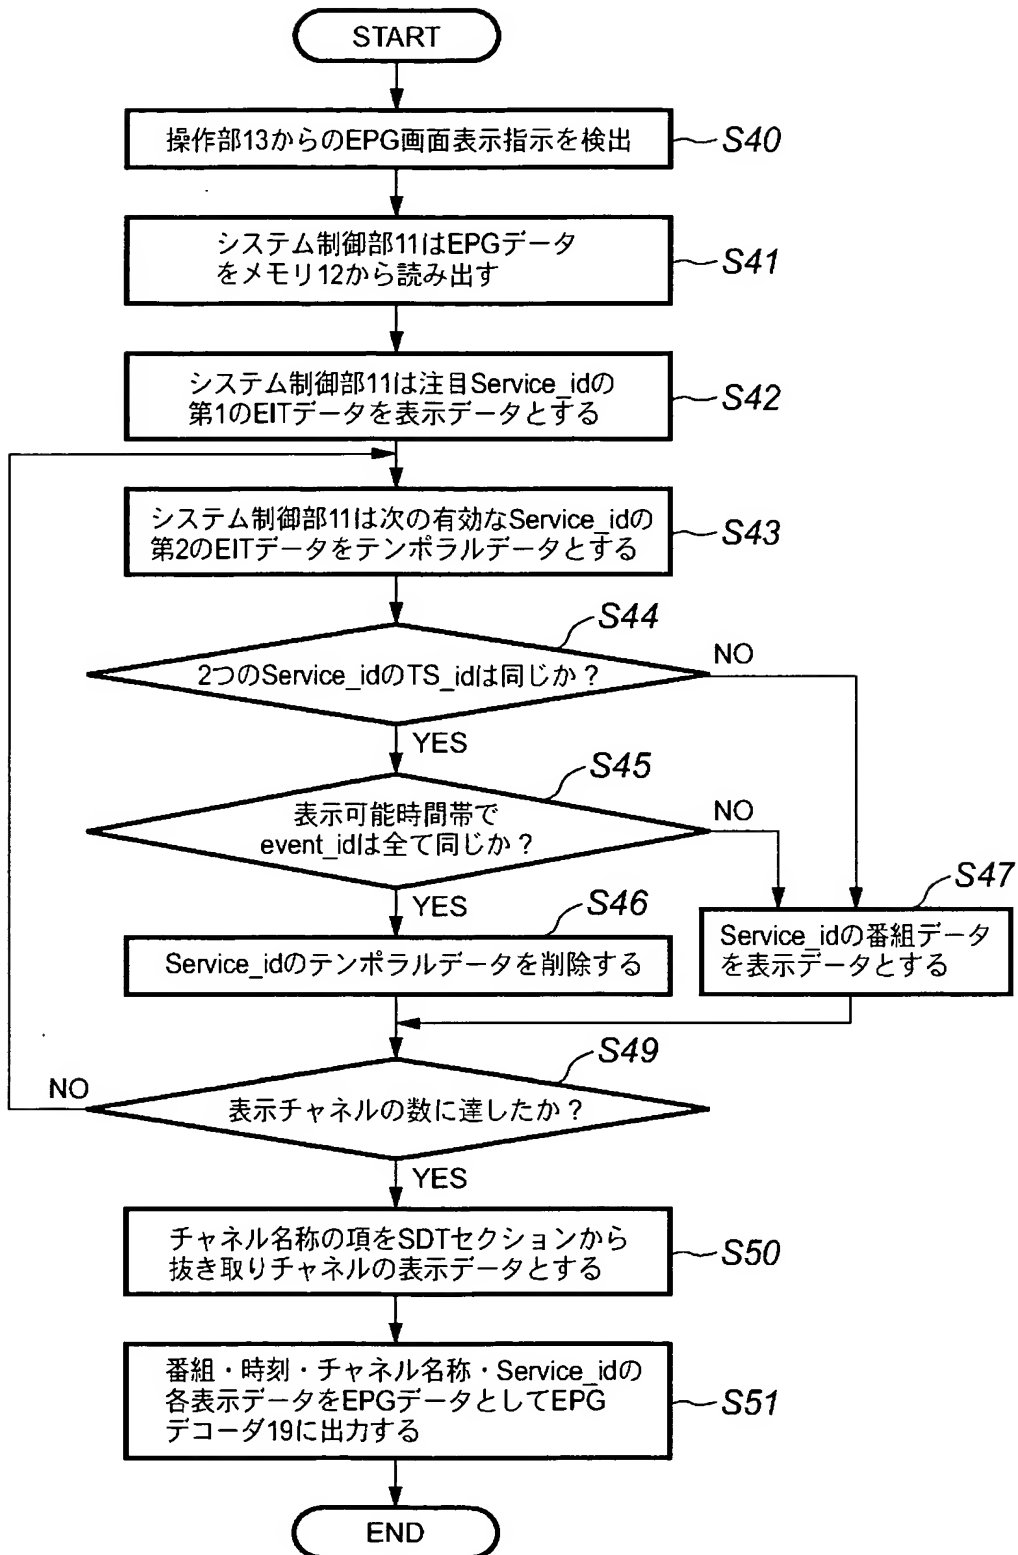 START
操作部13からのEPG画面表示指示を検出
S40
システム制御部11はEPGデータ
をメモリ12から読み出す
S41
システム制御部11は注目Service_idの
第1のEITデータを表示データとする
S42
システム制御部11は次の有効なService_idの
第2のEITデータをテンポラルデータとする
S43
S44
2つのService_idのTS_idは同じか？
NO
YES
S45
表示可能時間帯で
event_idは全て同じか？
NO
YES
S46
Service_idのテンポラルデータを削除する
S47
Service_idの番組データ
を表示データとする
S49
表示チャネルの数に達したか？
NO
YES
チャネル名称の項をSDTセクションから
抜き取りチャネルの表示データとする
S50
番組・時刻・チャネル名称・Service_idの
各表示データをEPGデータとしてEPG
デコーダ19に出力する
S51
END